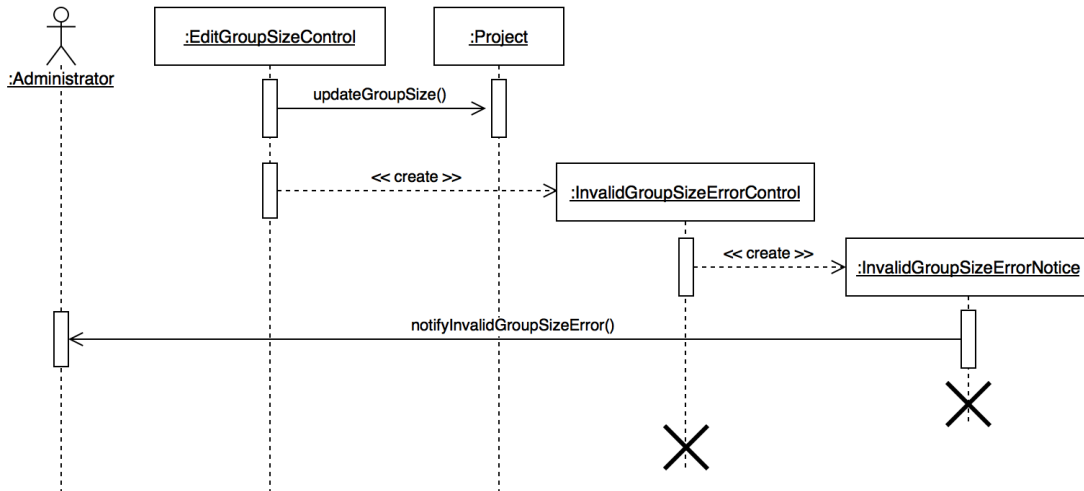 :EditGroupSizeControl
:Project
:Administrator
updateGroupSize()
<< create >>
:InvalidGroupSizeErrorControl
<< create >>
:InvalidGroupSizeErrorNotice
notifyInvalidGroupSizeError()